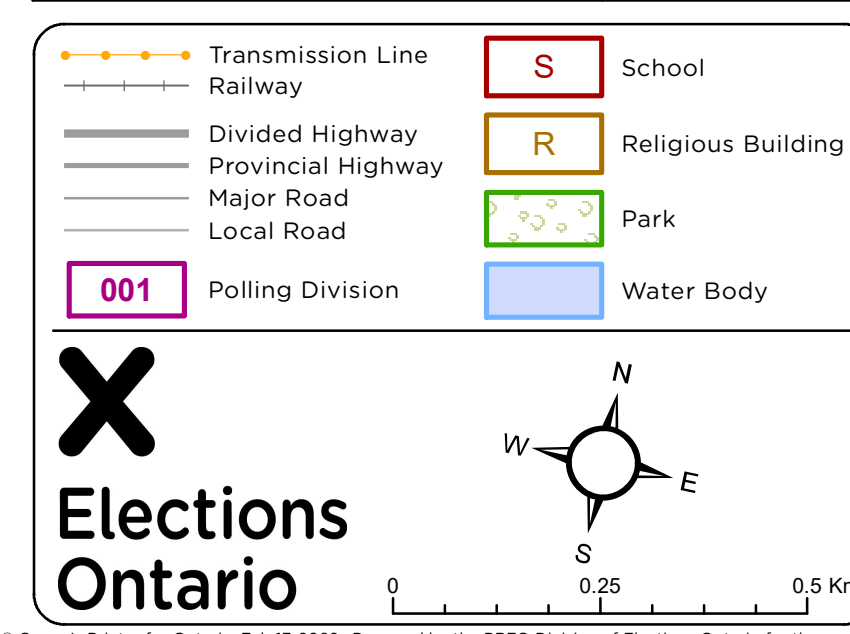 Transmission Line
Railway
Divided Highway
Provincial Highway
Major Road
Local Road
001 Polling Division
S School
R Religious Building
Park
Water Body
Elections
Ontario
N
W
E
S
0 0.25 0.5